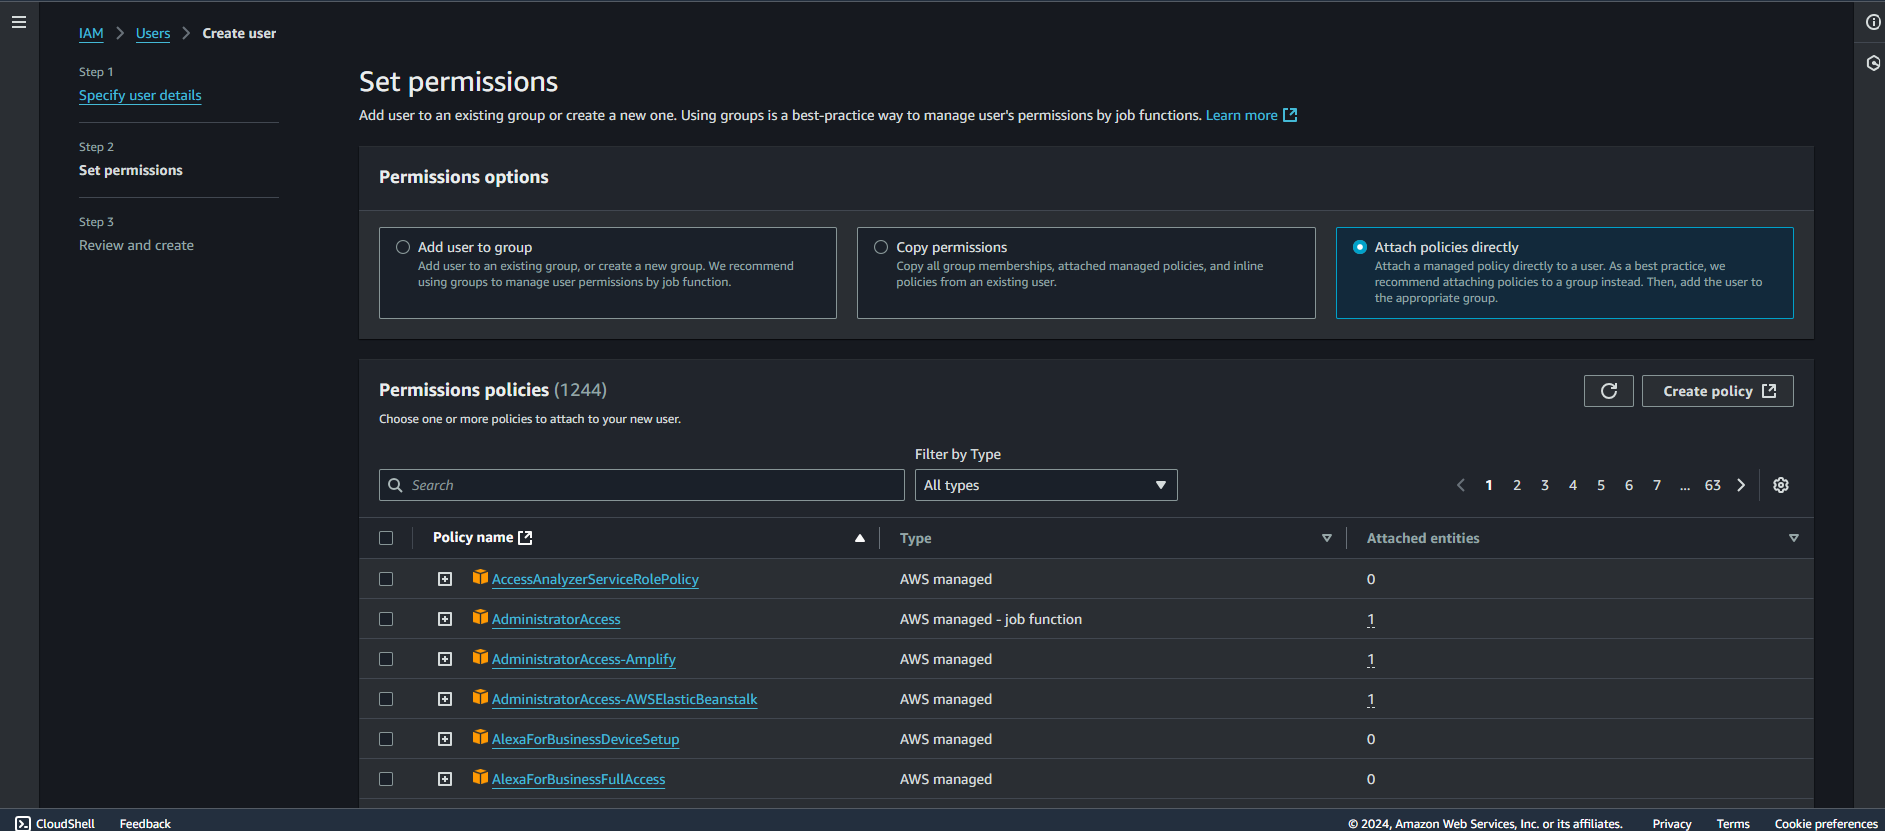 IAM > Users > Create user
Step 1
Specify user details
Step 2
Set permissions
Step 3
Review and create
Set permissions
Add user to an existing group or create a new one. Using groups is a best-practice way to manage user's permissions by job functions. Learn more
Permissions options
Add user to group
Add user to an existing group, or create a new group. We recommend
using groups to manage user permissions by job function.
Copy permissions
Copy all group memberships, attached managed policies, and inline
policies from an existing user.
Attach policies directly
Attach a managed policy directly to a user. As a best practice, we
recommend attaching policies to a group instead. Then, add the user to
the appropriate group.
Permissions policies (1244)
Choose one or more policies to attach to your new user.
Create policy
Filter by Type
Search
All types
1 2 3 4 5 6 7 ... 63
Policy name Type Attached entities
AccessAnalyzerServiceRolePolicy AWS managed 0
AdministratorAccess AWS managed - job function 1
AdministratorAccess-Amplify AWS managed 1
AdministratorAccess-AWSElasticBeanstalk AWS managed 1
AlexaForBusinessDeviceSetup AWS managed 0
AlexaForBusinessFullAccess AWS managed 0
CloudShell Feedback © 2024, Amazon Web Services, Inc. or its affiliates. Privacy Terms Cookie preferences